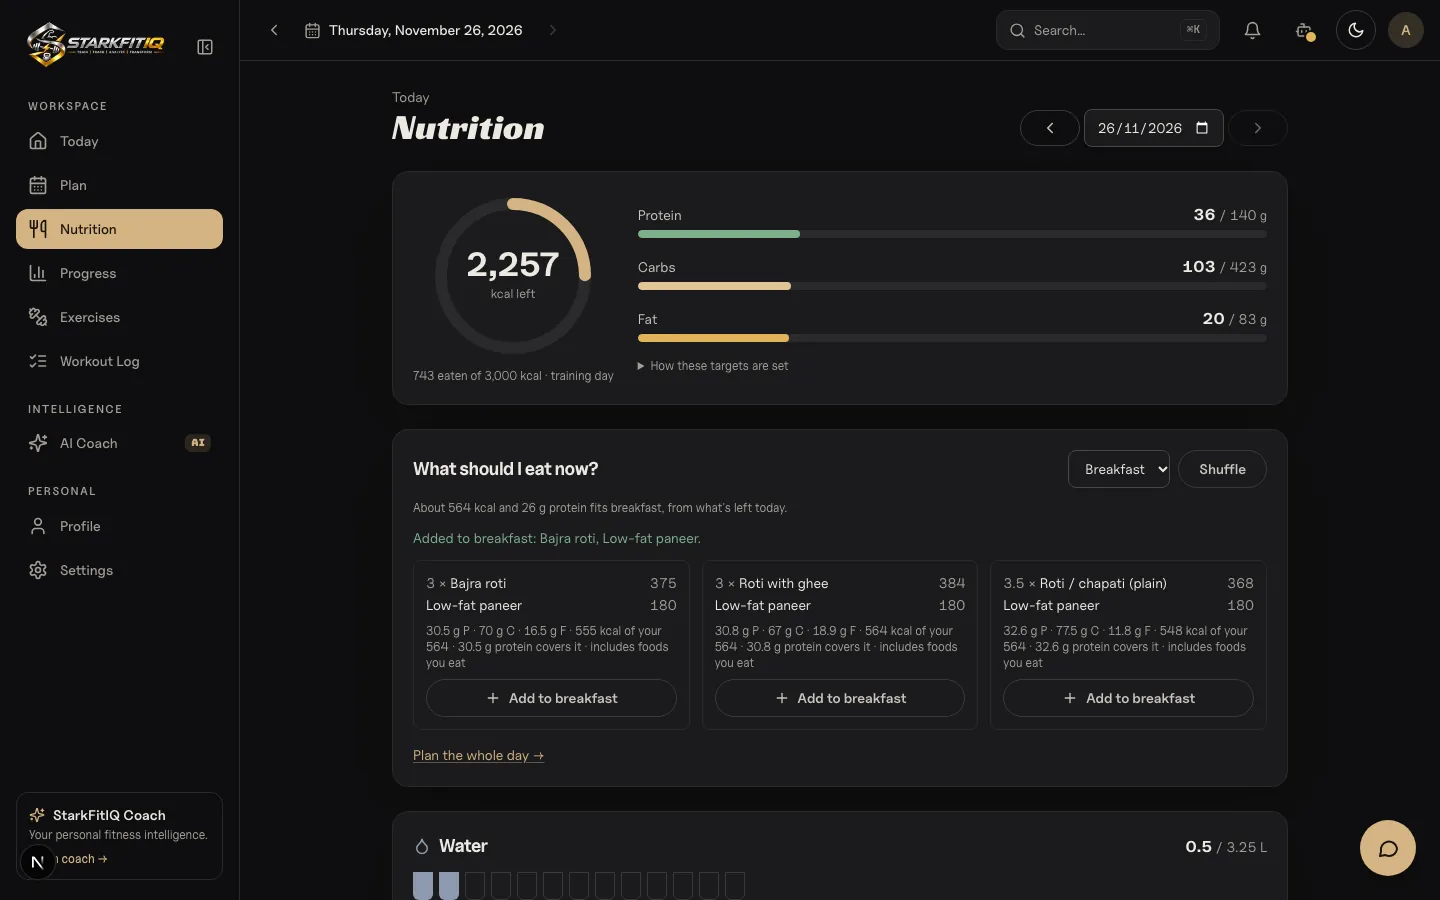 STARKFITIQ
Thursday, November 26, 2026
Search...
⌘K
A
WORKSPACE
Today
Plan
Nutrition
Progress
Exercises
Workout Log
INTELLIGENCE
AI Coach
AI
PERSONAL
Profile
Settings
StarkFitIQ Coach
Your personal fitness intelligence.
coach →
N
Today
Nutrition
26/11/2026
2,257
kcal left
743 eaten of 3,000 kcal · training day
Protein
36 / 140 g
Carbs
103 / 423 g
Fat
20 / 83 g
▶ How these targets are set
What should I eat now?
Breakfast
Shuffle
About 564 kcal and 26 g protein fits breakfast, from what's left today.
Added to breakfast: Bajra roti, Low-fat paneer.
3 × Bajra roti 375
Low-fat paneer 180
30.5 g P · 70 g C · 16.5 g F · 555 kcal of your
564 · 30.5 g protein covers it · includes foods
you eat
+ Add to breakfast
3 × Roti with ghee 384
Low-fat paneer 180
30.8 g P · 67 g C · 18.9 g F · 564 kcal of your
564 · 30.8 g protein covers it · includes foods
you eat
+ Add to breakfast
3.5 × Roti / chapati (plain) 368
Low-fat paneer 180
32.6 g P · 77.5 g C · 11.8 g F · 548 kcal of your
564 · 32.6 g protein covers it · includes foods
you eat
+ Add to breakfast
Plan the whole day →
Water
0.5 / 3.25 L